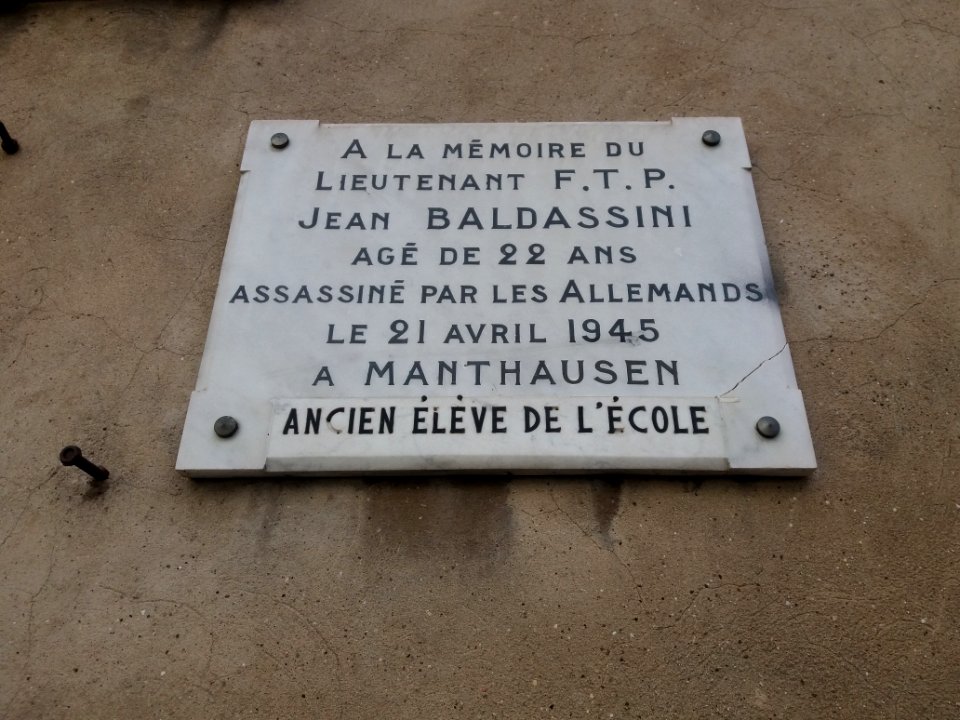 A LA MÉMOIRE DU
LIEUTENANT F.T.P.
JEAN BALDASSINI
AGÉ DE 22 ANS
ASSASSINÉ PAR LES ALLEMANDS
LE 21 AVRIL 1945
A MANTHAUSEN
ANCIEN ÉLÈVE DE L'ÉCOLE